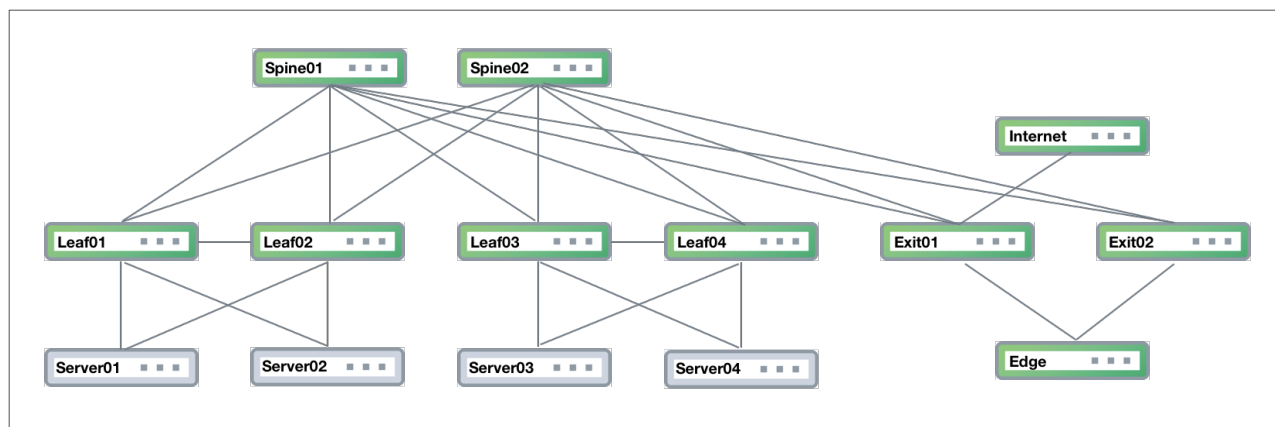 Spine01
Spine02
Internet
Leaf01
Leaf02
Leaf03
Leaf04
Exit01
Exit02
Server01
Server02
Server03
Server04
Edge